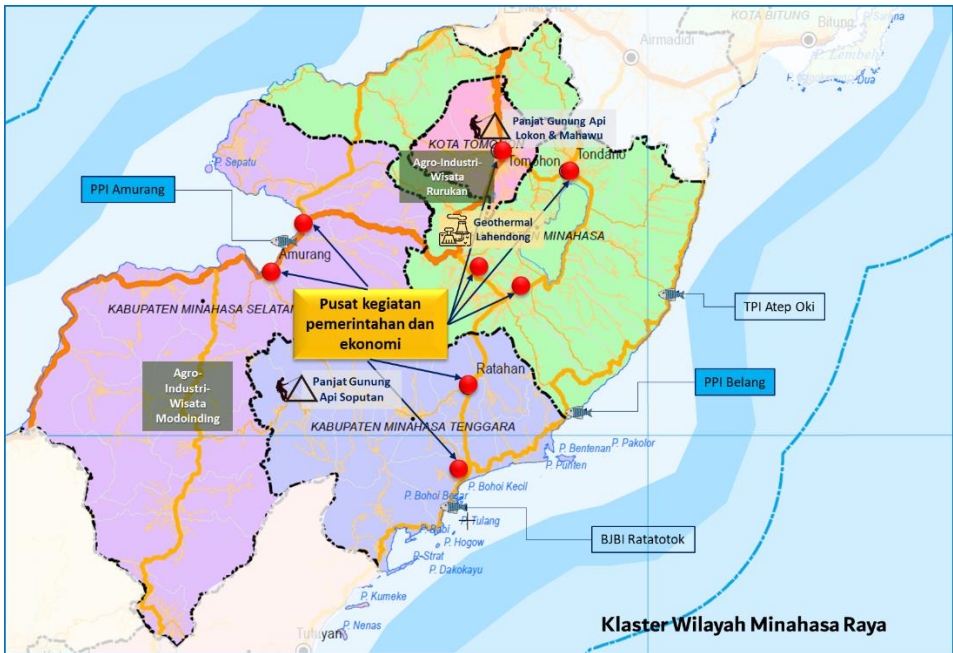 KOTA BITUNG
Bitung
P. Lembeh
Dua
Airmadidi
Panjat Gunung Api
Lokon & Mahawu
KOTA TOMOHON
Tomohon
Tondano
P. Sepatu
Agro-Industri-
Wisata
Rurukan
PPI Amurang
Geothermal
Lahendong
MINAHASA
Amurang
KABUPATEN MINAHASA SELATAN
Pusat kegiatan
pemerintahan dan
ekonomi
TPI Atep Oki
Ratahan
Agro-
Industri-
Wisata
Modoinding
Panjat Gunung
Api Soputan
PPI Belang
KABUPATEN MINAHASA TENGGARA
P. Bentenan
P. Pakolor
P. Punten
P. Bohoi Kecil
P. Bohoi Besar
P. Tulang
P. Babi
P. Hogow
P. Strat
P. Dakokayu
BJBI Ratatotok
P. Kumeke
P. Nenas
Tutuyan
Klaster Wilayah Minahasa Raya